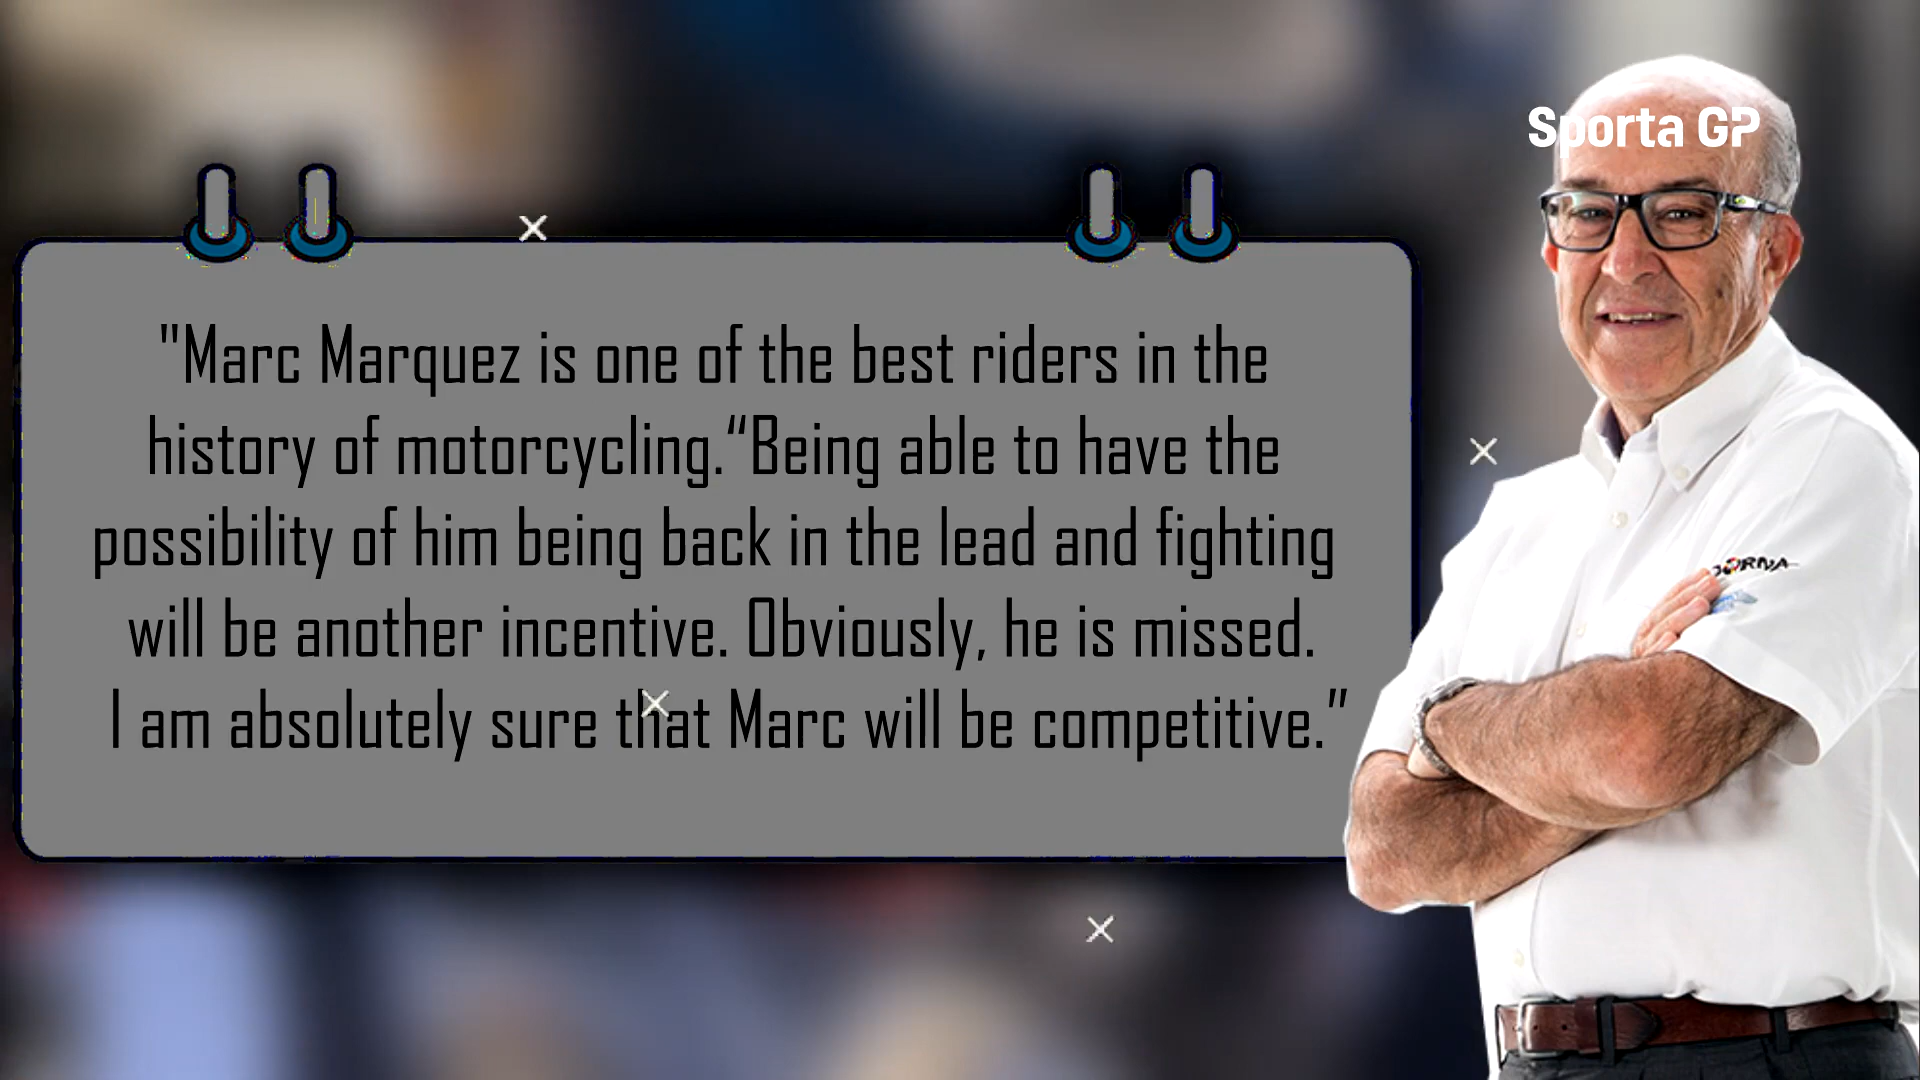 Sporta GP
"Marc Marquez is one of the best riders in the
history of motorcycling.“Being able to have the
possibility of him being back in the lead and fighting
will be another incentive. Obviously, he is missed.
I am absolutely sure that Marc will be competitive.”
DORNA